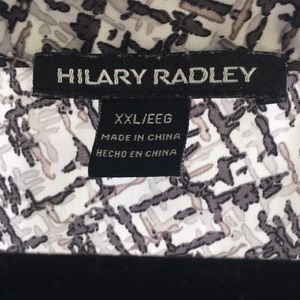 HILARY RADLEY
XXL/EEG
MADE IN CHINA
HECHO EN CHINA